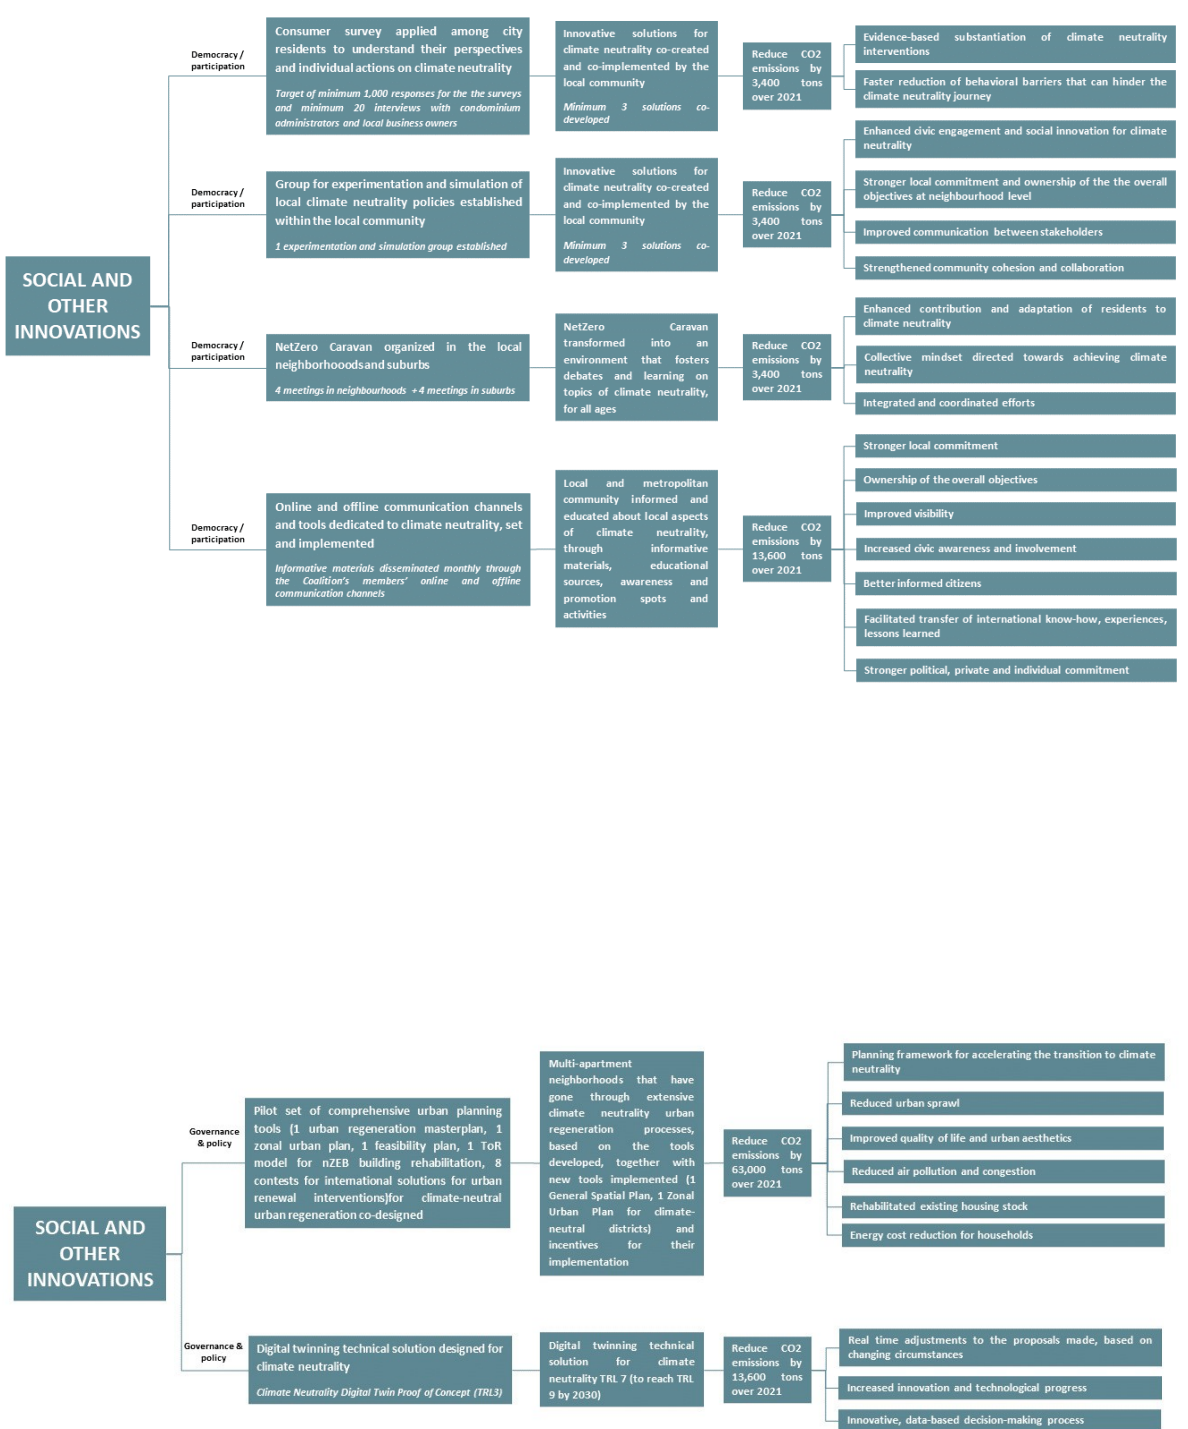 SOCIAL AND
OTHER
INNOVATIONS
Democracy /
participation
Consumer survey applied among city
residents to understand their perspectives
and individual actions on climate neutrality
Target of minimum 1,000 responses for the the surveys
and minimum 20 interviews with condominium
administrators and local business owners
Innovative solutions for
climate neutrality co-created
and co-implemented by the
local community
Minimum 3 solutions co-
developed
Reduce CO2
emissions by
3,400 tons
over 2021
Evidence-based substantiation of climate neutrality
interventions
Faster reduction of behavioral barriers that can hinder the
climate neutrality journey
Democracy /
participation
Group for experimentation and simulation of
local climate neutrality policies established
within the local community
1 experimentation and simulation group established
Innovative solutions for
climate neutrality co-created
and co-implemented by the
local community
Minimum 3 solutions co-
developed
Reduce CO2
emissions by
3,400 tons
over 2021
Enhanced civic engagement and social innovation for climate
neutrality
Stronger local commitment and ownership of the the overall
objectives at neighbourhood level
Improved communication between stakeholders
Strengthened community cohesion and collaboration
Democracy /
participation
NetZero Caravan organized in the local
neighborhooods and suburbs
4 meetings in neighbourhoods + 4 meetings in suburbs
NetZero Caravan
transformed into an
environment that fosters
debates and learning on
topics of climate neutrality,
for all ages
Reduce CO2
emissions by
3,400 tons
over 2021
Enhanced contribution and adaptation of residents to
climate neutrality
Collective mindset directed towards achieving climate
neutrality
Integrated and coordinated efforts
Democracy /
participation
Online and offline communication channels
and tools dedicated to climate neutrality, set
and implemented
Informative materials disseminated monthly through
the Coalition's members' online and offline
communication channels
Local and metropolitan
community informed and
educated about local aspects
of climate neutrality,
through informative
materials, educational
sources, awareness and
promotion spots and
activities
Reduce CO2
emissions by
13,600 tons
over 2021
Stronger local commitment
Ownership of the overall objectives
Improved visibility
Increased civic awareness and involvement
Better informed citizens
Facilitated transfer of international know-how, experiences,
lessons learned
Stronger political, private and individual commitment
SOCIAL AND
OTHER
INNOVATIONS
Governance
& policy
Pilot set of comprehensive urban planning
tools (1 urban regeneration masterplan, 1
zonal urban plan, 1 feasibility plan, 1 ToR
model for nZEB building rehabilitation, 8
contests for international solutions for urban
renewal interventions)for climate-neutral
urban regeneration co-designed
Multi-apartment
neighborhoods that have
gone through extensive
climate neutrality urban
regeneration processes,
based on the tools
developed, together with
new tools implemented (1
General Spatial Plan, 1 Zonal
Urban Plan for climate-
neutral districts) and
incentives for their
implementation
Reduce CO2
emissions by
63,000 tons
over 2021
Planning framework for accelerating the transition to climate
neutrality
Reduced urban sprawl
Improved quality of life and urban aesthetics
Reduced air pollution and congestion
Rehabilitated existing housing stock
Energy cost reduction for households
Governance &
policy
Digital twinning technical solution designed for
climate neutrality
Climate Neutrality Digital Twin Proof of Concept (TRL3)
Digital twinning technical
solution for climate
neutrality TRL 7 (to reach TRL
9 by 2030)
Reduce CO2
emissions by
13,600 tons
over 2021
Real time adjustments to the proposals made, based on
changing circumstances
Increased innovation and technological progress
Innovative, data-based decision-making process